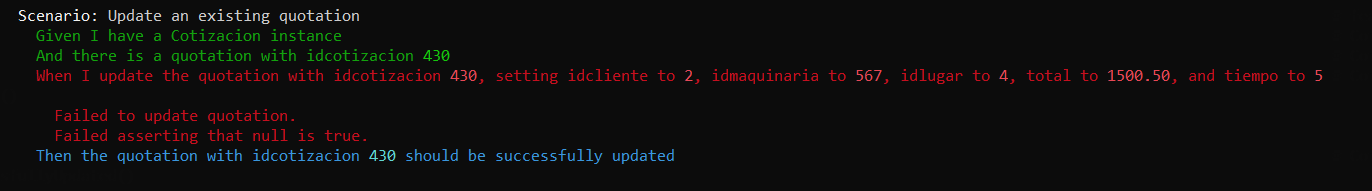 Scenario: Update an existing quotation
Given I have a Cotizacion instance
And there is a quotation with idcotizacion 430
When I update the quotation with idcotizacion 430, setting idcliente to 2, idmaquinaria to 567, idlugar to 4, total to 1500.50, and tiempo to 5
Failed to update quotation.
Failed asserting that null is true.
Then the quotation with idcotizacion 430 should be successfully updated